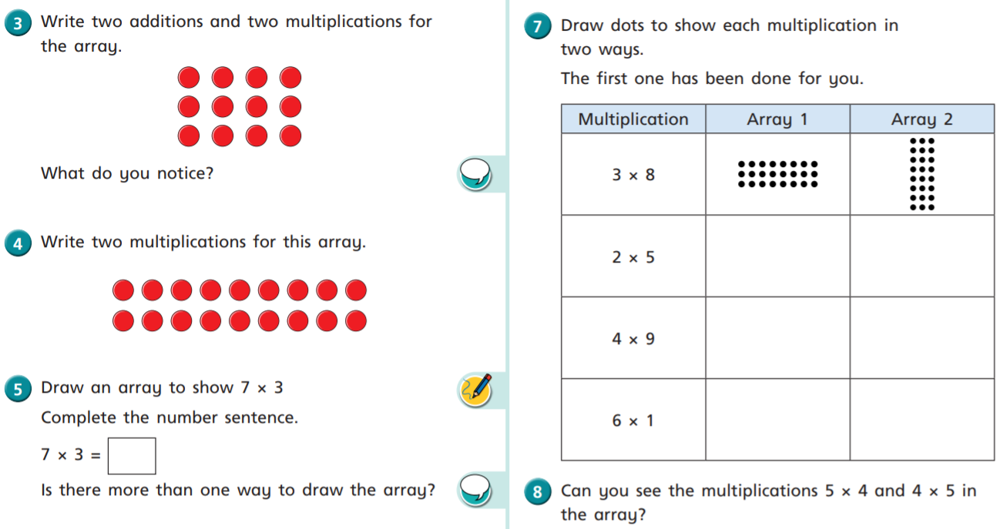 3 Write two additions and two multiplications for
the array.
What do you notice?
4 Write two multiplications for this array.
5 Draw an array to show 7 × 3
Complete the number sentence.
7 × 3 =
Is there more than one way to draw the array?
7 Draw dots to show each multiplication in
two ways.
The first one has been done for you.
Multiplication Array 1 Array 2
3 × 8
2 × 5
4 × 9
6 × 1
8 Can you see the multiplications 5 × 4 and 4 × 5 in
the array?